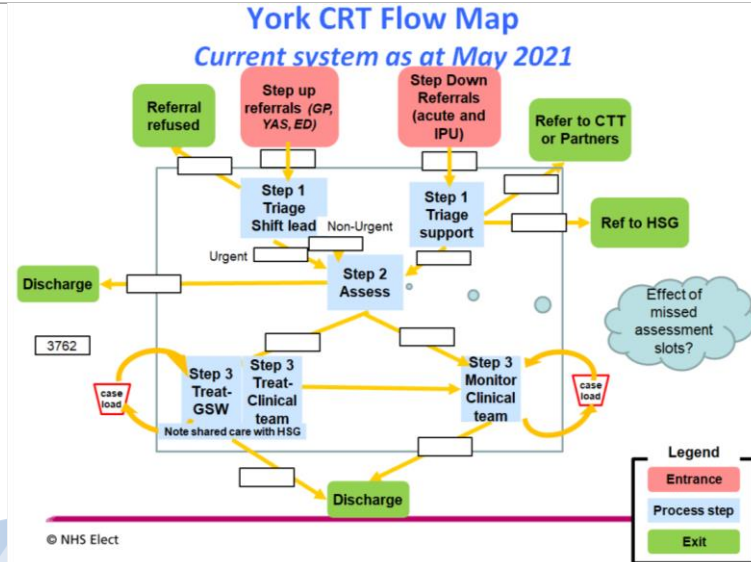 York CRT Flow Map
Current system as at May 2021
Referral
refused
Step up
referrals (GP,
YAS, ED)
Step Down
Referrals
(acute and
IPU)
Refer to CTT
or Partners
Step 1
Triage
Shift lead
Step 1
Triage
support
Ref to HSG
Non-Urgent
Urgent
Step 2
Assess
Discharge
Effect of
missed
assessment
slots?
3762
case
load
Step 3
Treat-
GSW
Step 3
Treat-
Clinical
team
Note shared care with HSG
Step 3
Monitor
Clinical
team
case
load
Discharge
Legend
Entrance
Process step
Exit
© NHS Elect